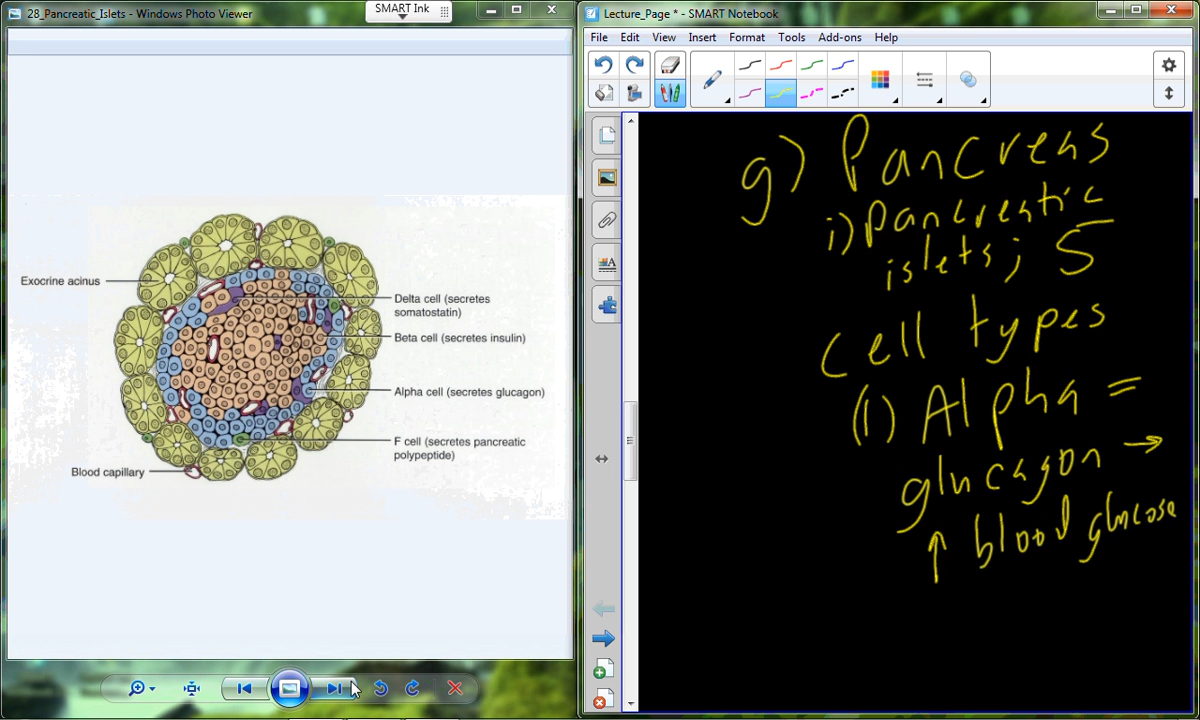 28_Pancreatic_Islets - Windows Photo Viewer
SMART Ink
Exocrine acinus
Delta cell (secretes
somatostatin)
Beta cell (secretes insulin)
Alpha cell (secretes glucagon)
F cell (secretes pancreatic
polypeptide)
Blood capillary
Lecture_Page * - SMART Notebook
File Edit View Insert Format Tools Add-ons Help
g) Pancreas
i) Pancreatic
islets; 5
cell types
(1) Alpha =
glucagon →
↑ blood glucose